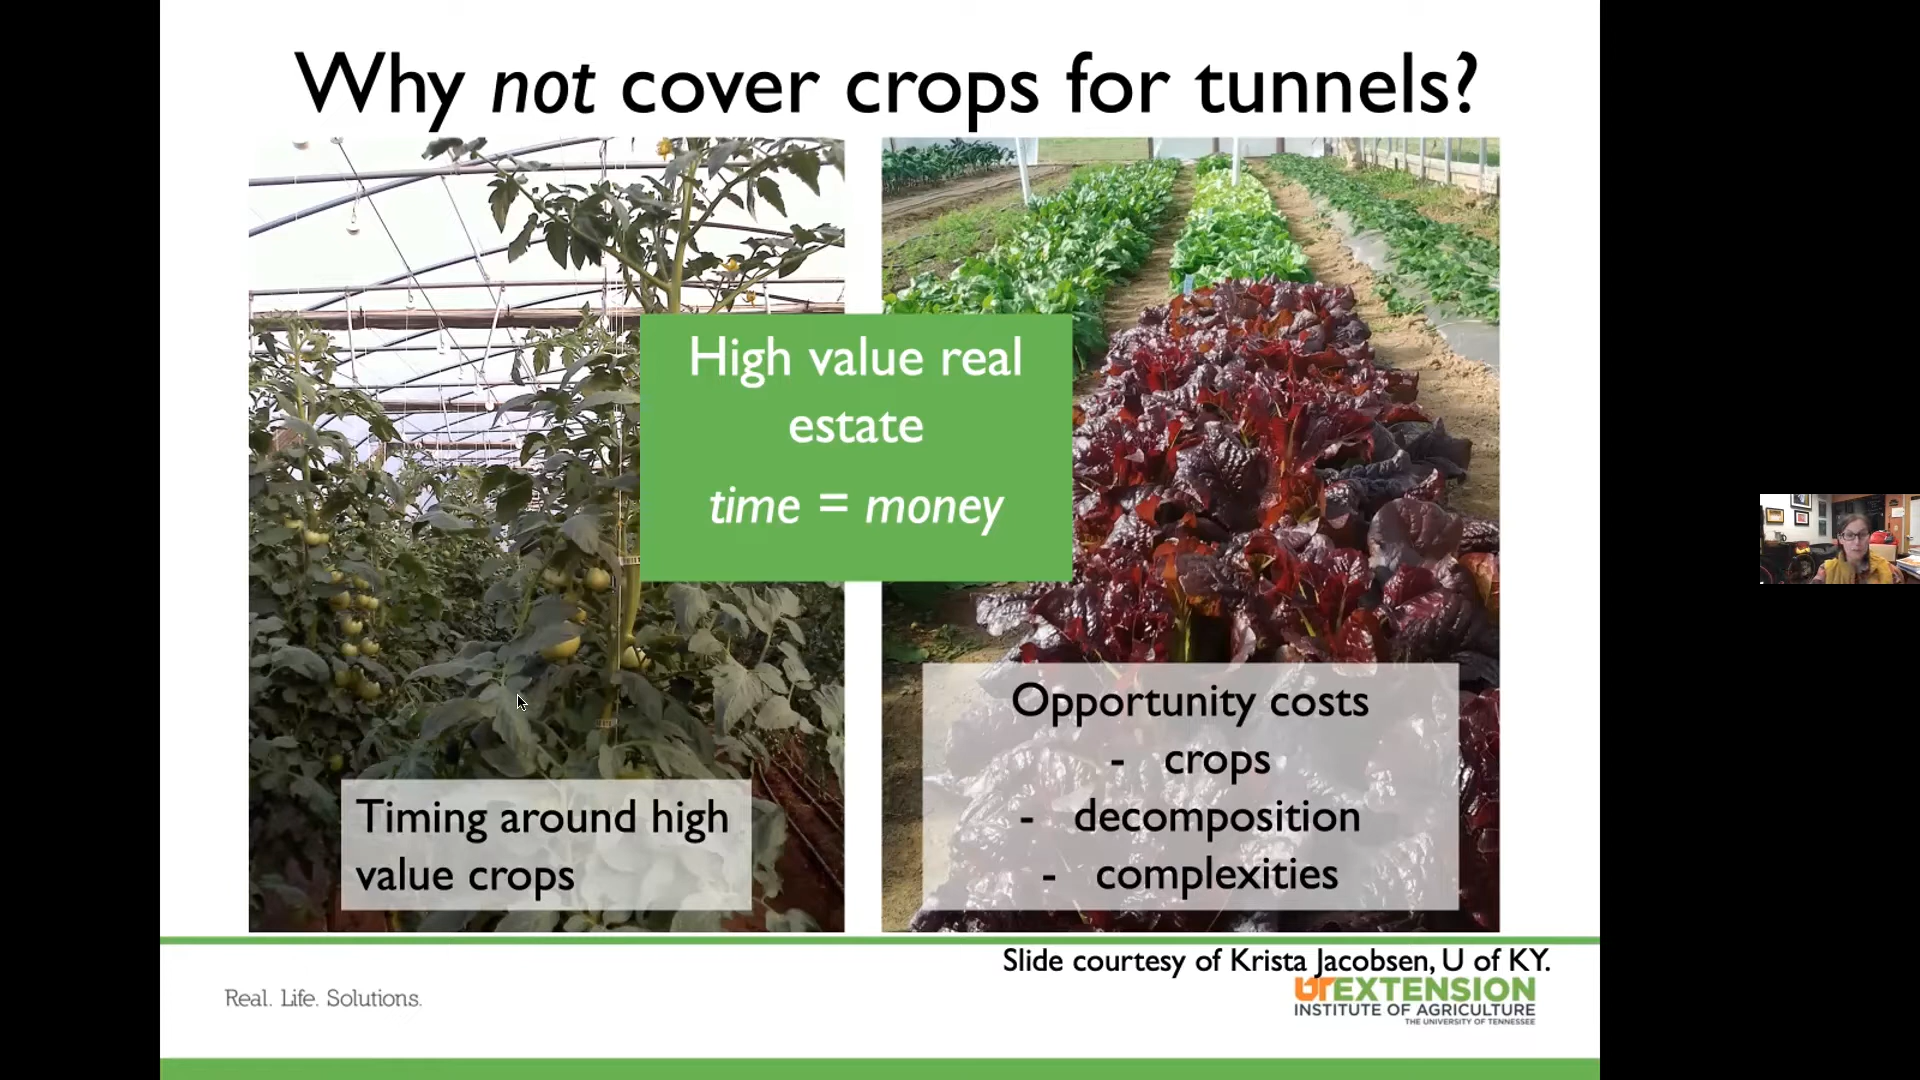 Why not cover crops for tunnels?
High value real
estate
time = money
Timing around high
value crops
Opportunity costs
- crops
- decomposition
- complexities
Slide courtesy of Krista Jacobsen, U of KY.
Real. Life. Solutions.
UT EXTENSION
INSTITUTE OF AGRICULTURE
THE UNIVERSITY OF TENNESSEE